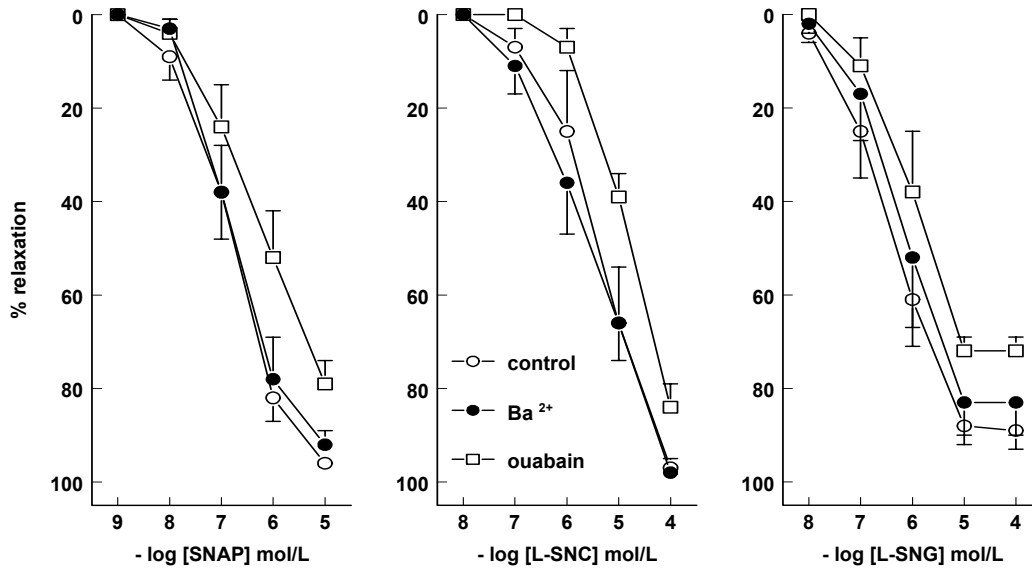 % relaxation
0
20
40
60
80
100
9 8 7 6 5
- log [SNAP] mol/L
0
20
40
60
80
100
control
Ba 2+
ouabain
8 7 6 5 4
- log [L-SNC] mol/L
0
20
40
60
80
100
8 7 6 5 4
- log [L-SNG] mol/L